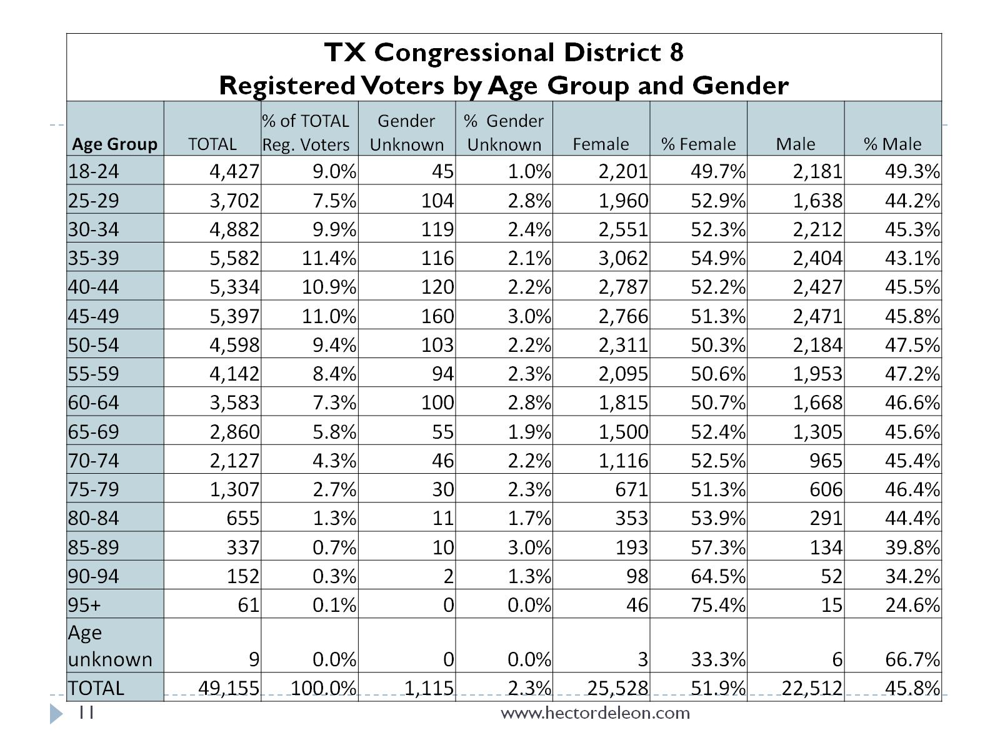 TX Congressional District 8
Registered Voters by Age Group and Gender
Age Group TOTAL % of TOTAL Reg. Voters Gender Unknown % Gender Unknown Female % Female Male % Male
18-24 4,427 9.0% 45 1.0% 2,201 49.7% 2,181 49.3%
25-29 3,702 7.5% 104 2.8% 1,960 52.9% 1,638 44.2%
30-34 4,882 9.9% 119 2.4% 2,551 52.3% 2,212 45.3%
35-39 5,582 11.4% 116 2.1% 3,062 54.9% 2,404 43.1%
40-44 5,334 10.9% 120 2.2% 2,787 52.2% 2,427 45.5%
45-49 5,397 11.0% 160 3.0% 2,766 51.3% 2,471 45.8%
50-54 4,598 9.4% 103 2.2% 2,311 50.3% 2,184 47.5%
55-59 4,142 8.4% 94 2.3% 2,095 50.6% 1,953 47.2%
60-64 3,583 7.3% 100 2.8% 1,815 50.7% 1,668 46.6%
65-69 2,860 5.8% 55 1.9% 1,500 52.4% 1,305 45.6%
70-74 2,127 4.3% 46 2.2% 1,116 52.5% 965 45.4%
75-79 1,307 2.7% 30 2.3% 671 51.3% 606 46.4%
80-84 655 1.3% 11 1.7% 353 53.9% 291 44.4%
85-89 337 0.7% 10 3.0% 193 57.3% 134 39.8%
90-94 152 0.3% 2 1.3% 98 64.5% 52 34.2%
95+ 61 0.1% 0 0.0% 46 75.4% 15 24.6%
Age
unknown 9 0.0% 0 0.0% 3 33.3% 6 66.7%
TOTAL 49,155 100.0% 1,115 2.3% 25,528 51.9% 22,512 45.8%
11 www.hectordeleon.com